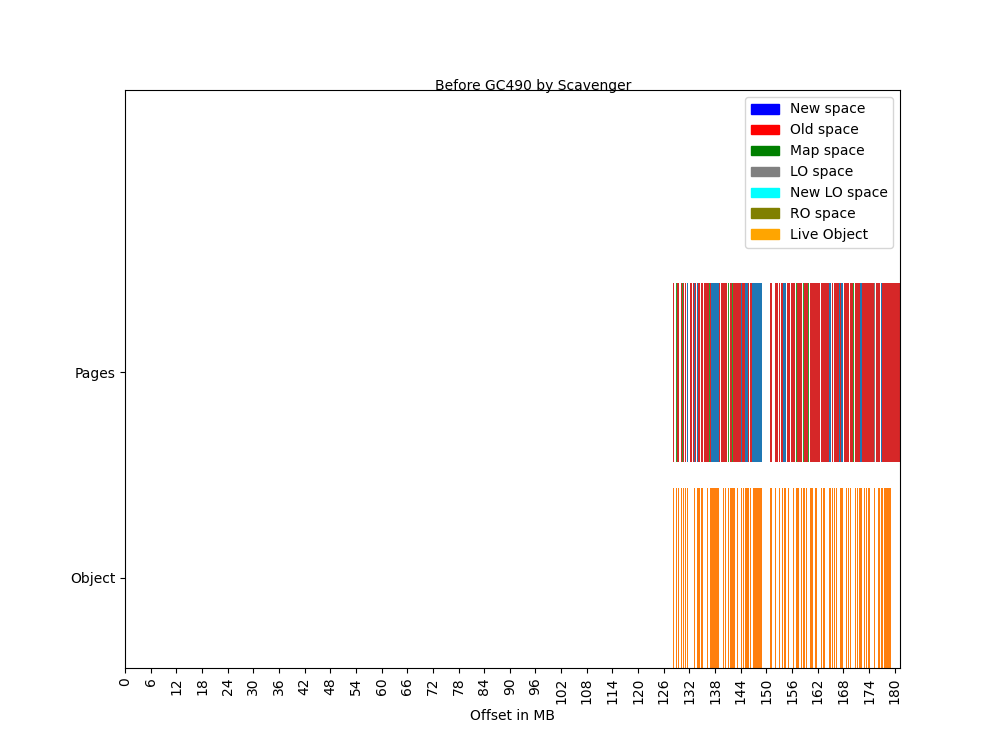 Before GC490 by Scavenger
New space
Old space
Map space
LO space
New LO space
RO space
Live Object
Pages
Object
0 6 12 18 24 30 36 42 48 54 60 66 72 78 84 90 96 102 108 114 120 126 132 138 144 150 156 162 168 174 180
Offset in MB